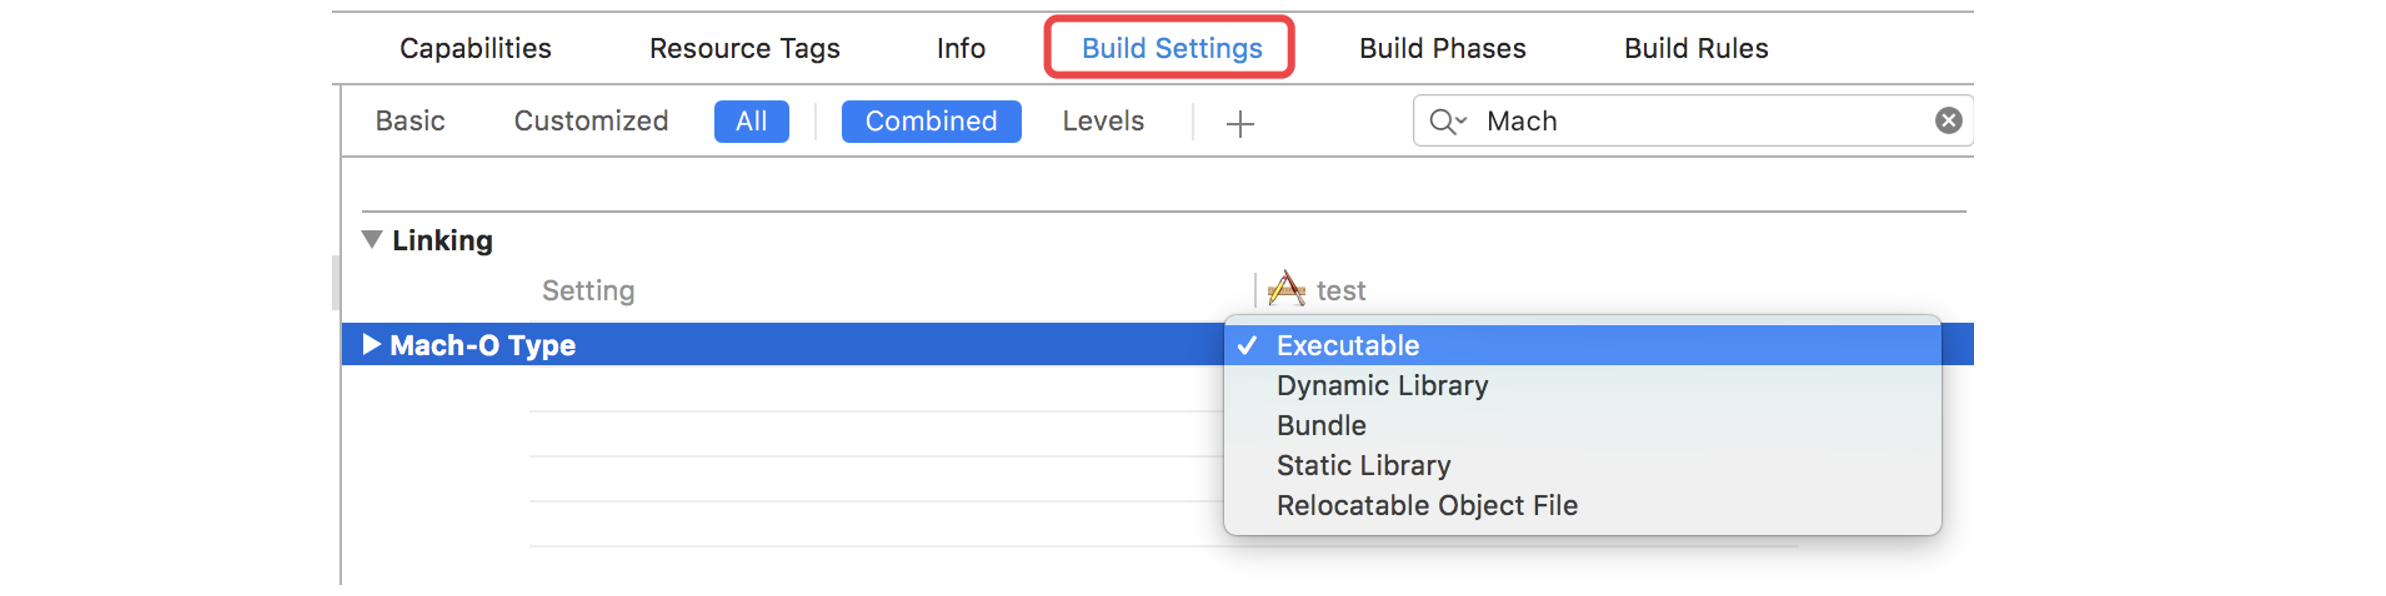 Capabilities Resource Tags Info Build Settings Build Phases Build Rules
Basic Customized All Combined Levels + Mach
Linking
Setting test
Mach-O Type Executable
Dynamic Library
Bundle
Static Library
Relocatable Object File